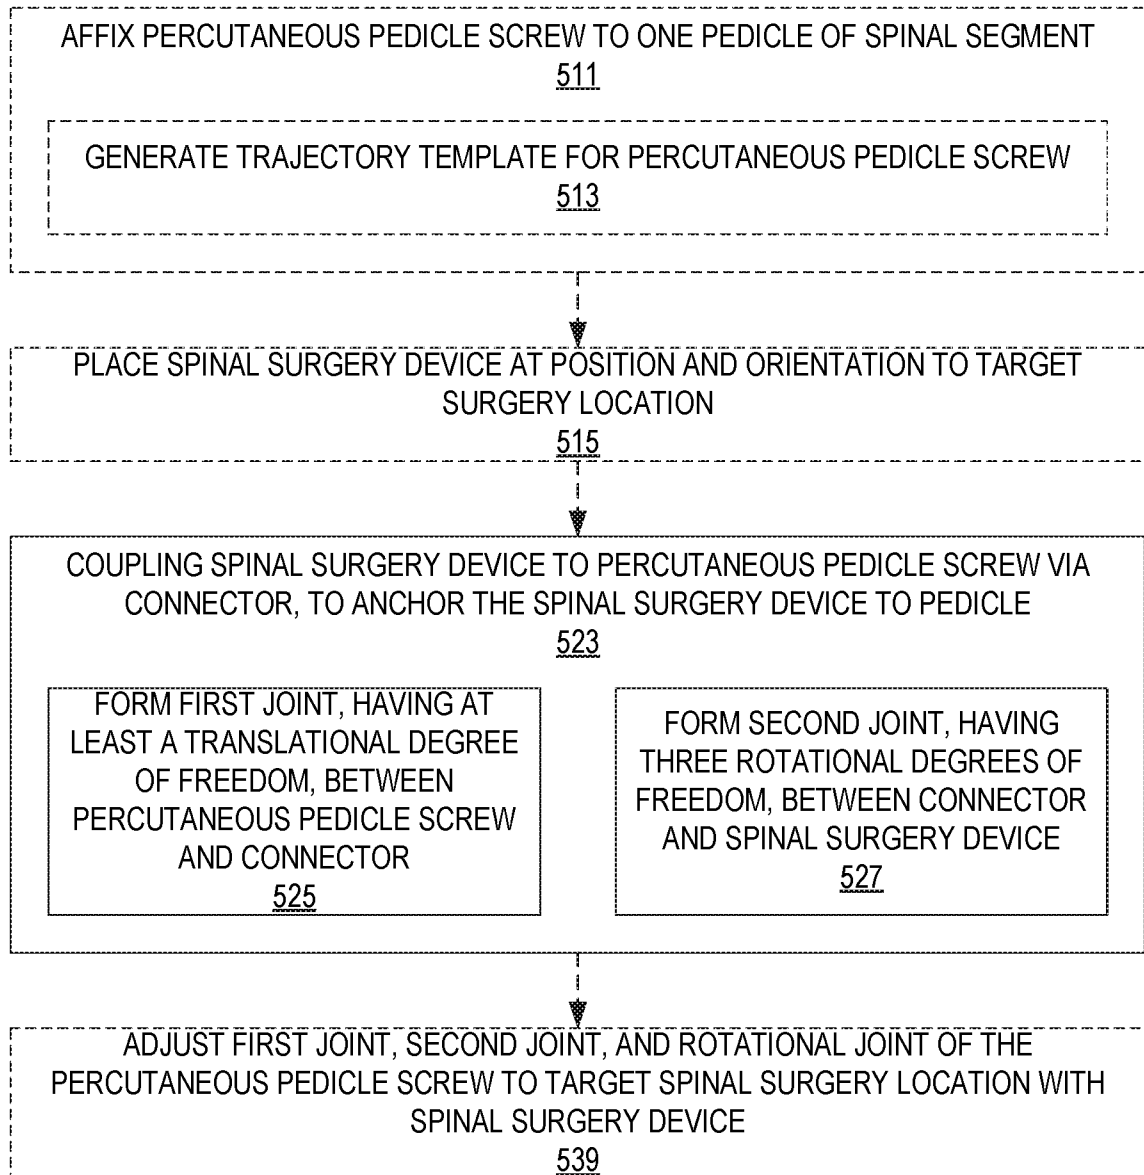 AFFIX PERCUTANEOUS PEDICLE SCREW TO ONE PEDICLE OF SPINAL SEGMENT
511
GENERATE TRAJECTORY TEMPLATE FOR PERCUTANEOUS PEDICLE SCREW
513
PLACE SPINAL SURGERY DEVICE AT POSITION AND ORIENTATION TO TARGET
SURGERY LOCATION
515
COUPLING SPINAL SURGERY DEVICE TO PERCUTANEOUS PEDICLE SCREW VIA
CONNECTOR, TO ANCHOR THE SPINAL SURGERY DEVICE TO PEDICLE
523
FORM FIRST JOINT, HAVING AT
LEAST A TRANSLATIONAL DEGREE
OF FREEDOM, BETWEEN
PERCUTANEOUS PEDICLE SCREW
AND CONNECTOR
525
FORM SECOND JOINT, HAVING
THREE ROTATIONAL DEGREES OF
FREEDOM, BETWEEN CONNECTOR
AND SPINAL SURGERY DEVICE
527
ADJUST FIRST JOINT, SECOND JOINT, AND ROTATIONAL JOINT OF THE
PERCUTANEOUS PEDICLE SCREW TO TARGET SPINAL SURGERY LOCATION WITH
SPINAL SURGERY DEVICE
539